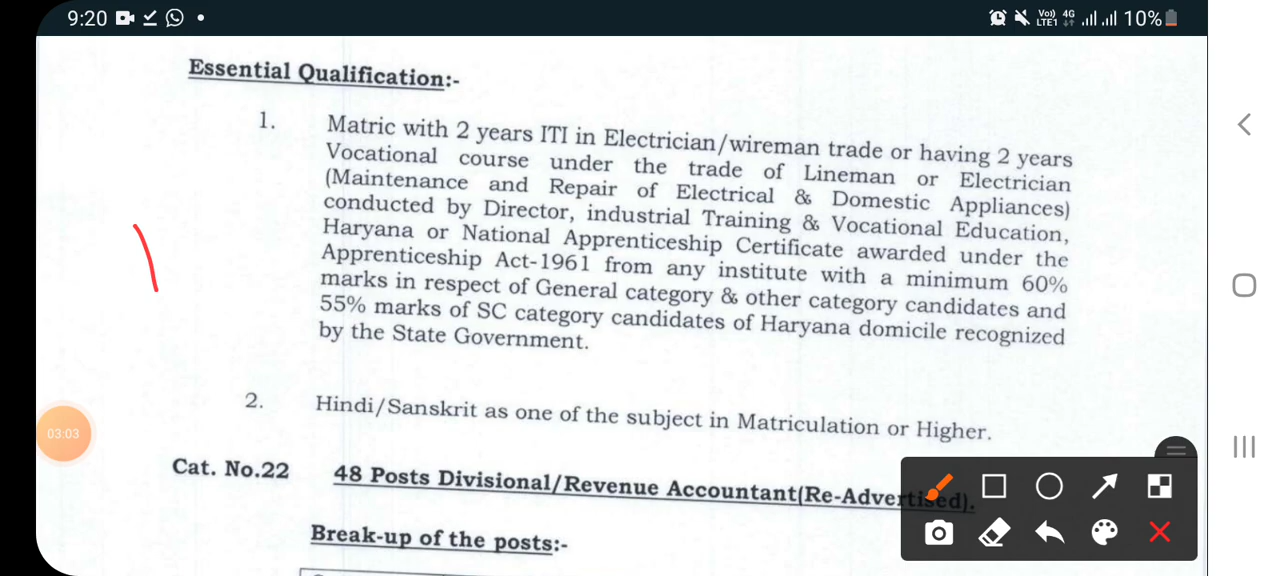 9:20
Vo)) LTE1 4G 10%
Essential Qualification:-
1. Matric with 2 years ITI in Electrician/wireman trade or having 2 years
Vocational course under the trade of Lineman or Electrician
(Maintenance and Repair of Electrical & Domestic Appliances)
conducted by Director, industrial Training & Vocational Education,
Haryana or National Apprenticeship Certificate awarded under the
Apprenticeship Act-1961 from any institute with a minimum 60%
marks in respect of General category & other category candidates and
55% marks of SC category candidates of Haryana domicile recognized
by the State Government.
2. Hindi/Sanskrit as one of the subject in Matriculation or Higher.
03:03
Cat. No.22 48 Posts Divisional/Revenue Accountant(Re-Advertised).
Break-up of the posts:-